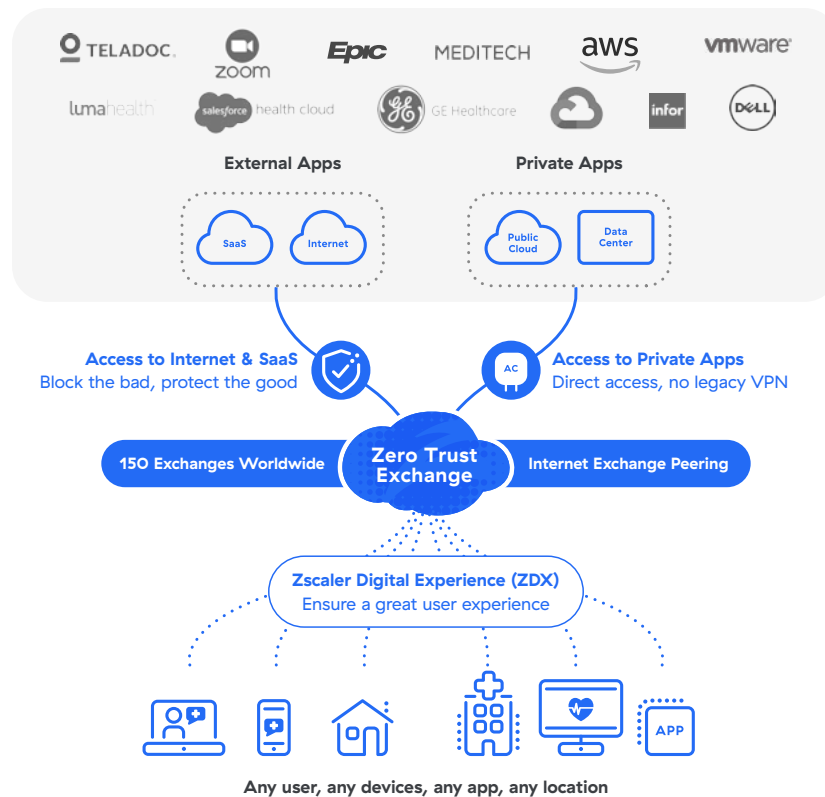 TELADOC.
zoom
Epic
MEDITECH
aws
vmware®
lumahealth
salesforce health cloud
GE GE Healthcare
infor
DELL
External Apps
Private Apps
SaaS
Internet
Public
Cloud
Data
Center
Access to Internet & SaaS
Block the bad, protect the good
AC
Access to Private Apps
Direct access, no legacy VPN
150 Exchanges Worldwide
Zero Trust
Exchange
Internet Exchange Peering
Zscaler Digital Experience (ZDX)
Ensure a great user experience
APP
Any user, any devices, any app, any location